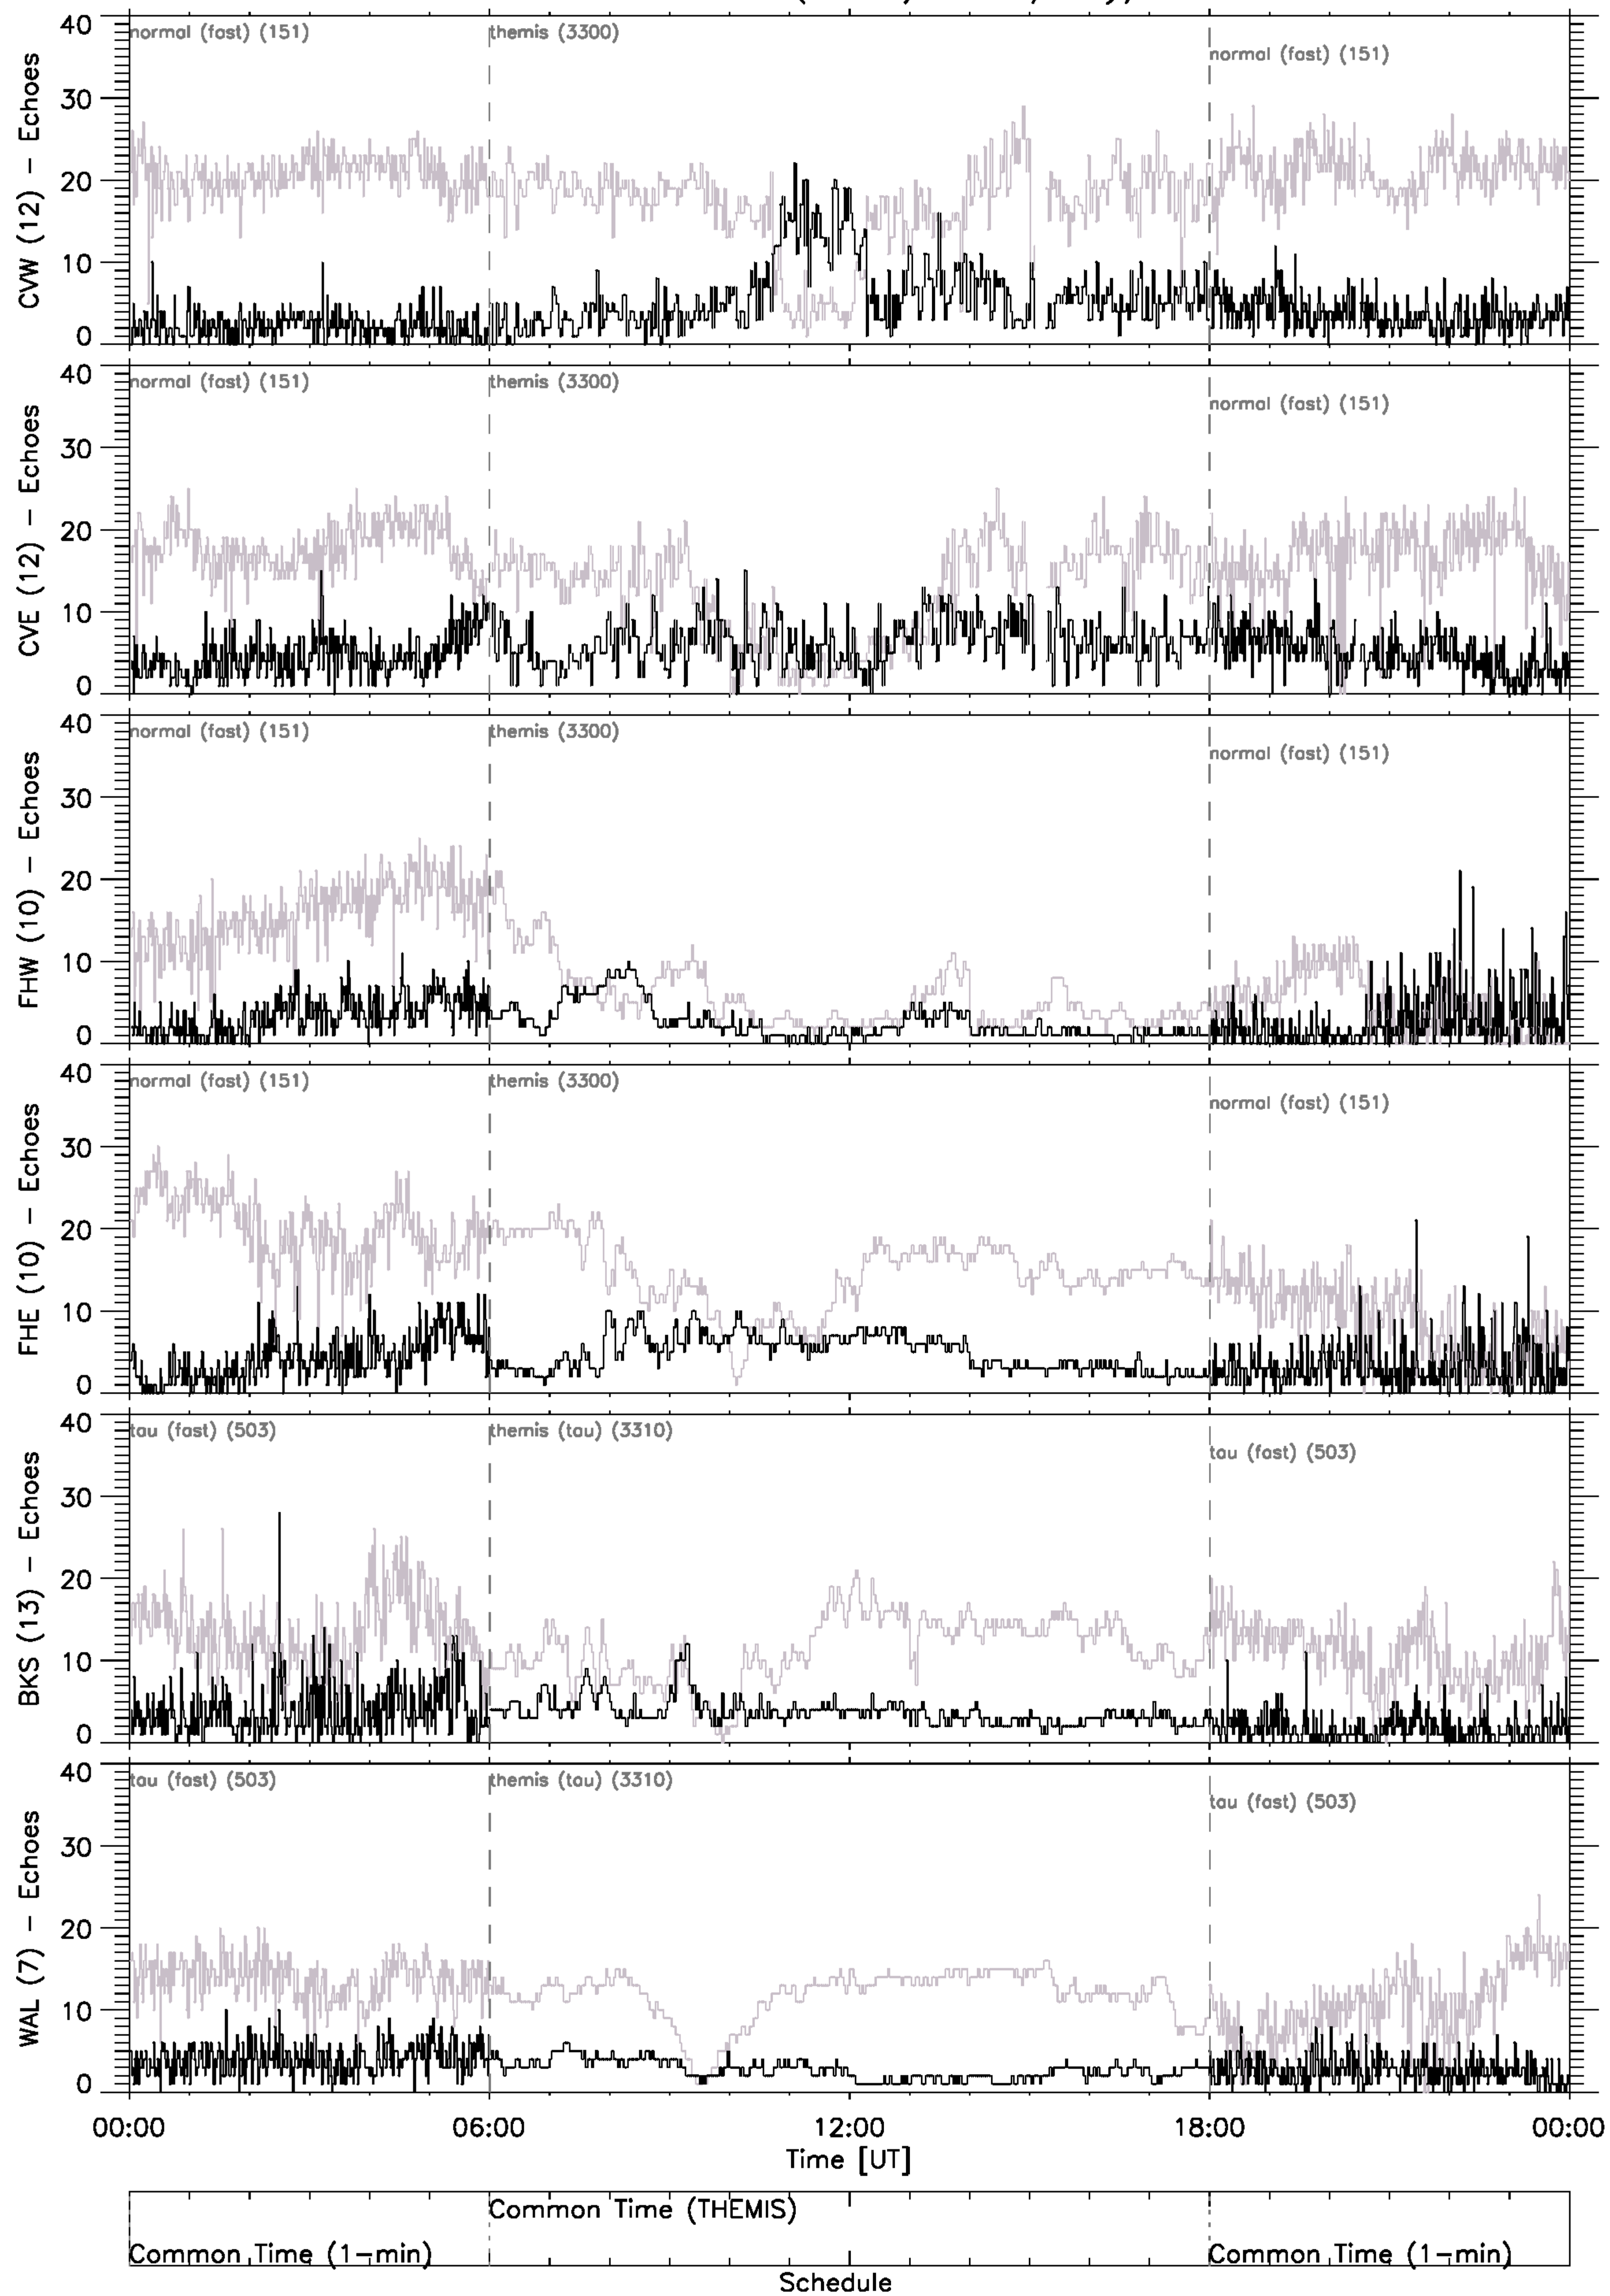 40
normal (fast) (151)
themis (3300)
normal (fast) (151)
30
20
10
0
CVW (12) – Echoes
40
normal (fast) (151)
themis (3300)
normal (fast) (151)
30
20
10
0
CVE (12) – Echoes
40
normal (fast) (151)
themis (3300)
normal (fast) (151)
30
20
10
0
FHW (10) – Echoes
40
normal (fast) (151)
themis (3300)
normal (fast) (151)
30
20
10
0
FHE (10) – Echoes
40
tau (fast) (503)
themis (tau) (3310)
tau (fast) (503)
30
20
10
0
BKS (13) – Echoes
40
tau (fast) (503)
themis (tau) (3310)
tau (fast) (503)
30
20
10
0
WAL (7) – Echoes
00:00 06:00 12:00 18:00 00:00
Time [UT]
Common Time (THEMIS)
Common Time (1–min) Common Time (1–min)
Schedule